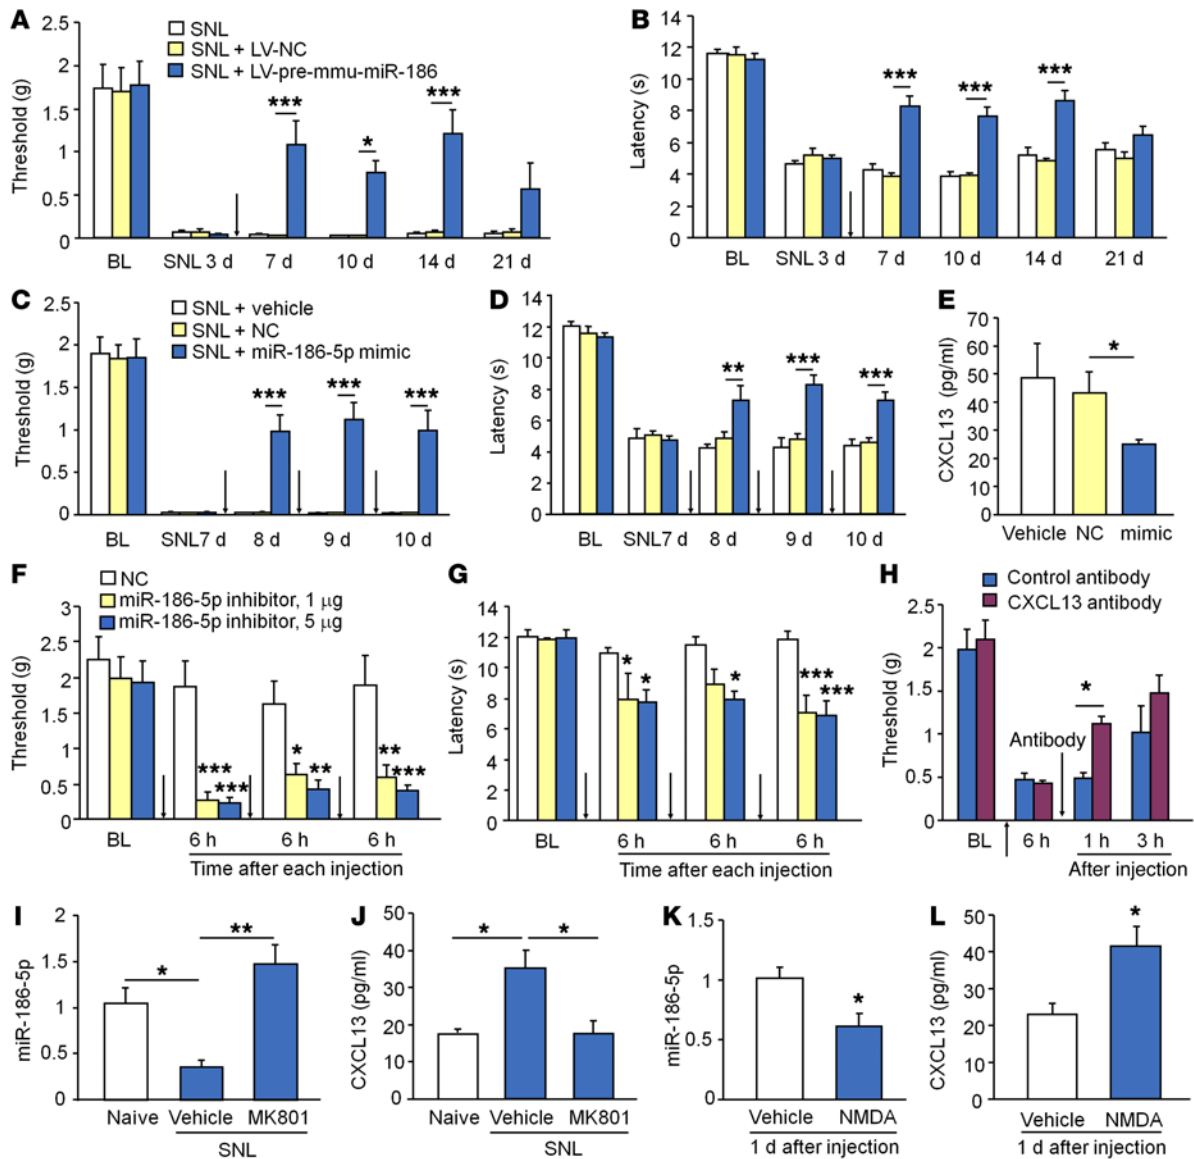 A
SNL
SNL + LV-NC
SNL + LV-pre-mmu-miR-186
Threshold (g)
2.5
2
1.5
1
0.5
0
***
*
***
BL SNL 3 d 7 d 10 d 14 d 21 d
B
Latency (s)
14
12
10
8
6
4
2
0
***
***
***
BL SNL 3 d 7 d 10 d 14 d 21 d
C
SNL + vehicle
SNL + NC
SNL + miR-186-5p mimic
Threshold (g)
2.5
2
1.5
1
0.5
0
***
***
***
BL SNL7 d 8 d 9 d 10 d
D
Latency (s)
14
12
10
8
6
4
2
0
**
***
***
BL SNL7 d 8 d 9 d 10 d
E
CXCL13 (pg/ml)
70
60
50
40
30
20
10
0
*
Vehicle NC mimic
F
NC
miR-186-5p inhibitor, 1 μg
miR-186-5p inhibitor, 5 μg
Threshold (g)
3
2.5
2
1.5
1
0.5
0
***
***
*
**
**
***
BL 6 h 6 h 6 h
Time after each injection
G
Latency (s)
14
12
10
8
6
4
2
0
*
*
*
***
***
BL 6 h 6 h 6 h
Time after each injection
H
Control antibody
CXCL13 antibody
Threshold (g)
2.5
2
1.5
1
0.5
0
Antibody
*
BL 6 h 1 h 3 h
After injection
I
miR-186-5p
2
1.5
1
0.5
0
*
**
Naive Vehicle MK801
SNL
J
CXCL13 (pg/ml)
50
40
30
20
10
0
*
*
Naive Vehicle MK801
SNL
K
miR-186-5p
1.5
1
0.5
0
*
Vehicle NMDA
1 d after injection
L
CXCL13 (pg/ml)
50
40
30
20
10
0
*
Vehicle NMDA
1 d after injection